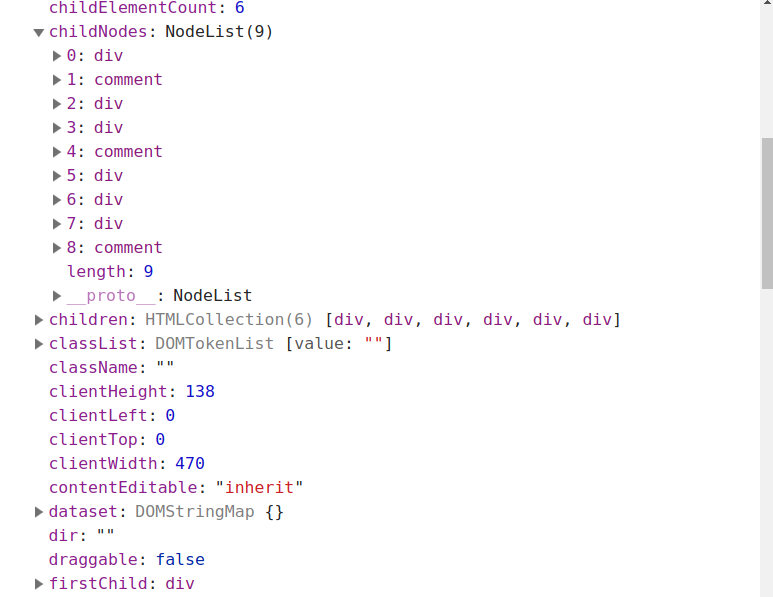 childElementCount: 6
childNodes: NodeList(9)
0: div
1: comment
2: div
3: div
4: comment
5: div
6: div
7: div
8: comment
length: 9
__proto__: NodeList
children: HTMLCollection(6) [div, div, div, div, div, div]
classList: DOMTokenList [value: ""]
className: ""
clientHeight: 138
clientLeft: 0
clientTop: 0
clientWidth: 470
contentEditable: "inherit"
dataset: DOMStringMap {}
dir: ""
draggable: false
firstChild: div